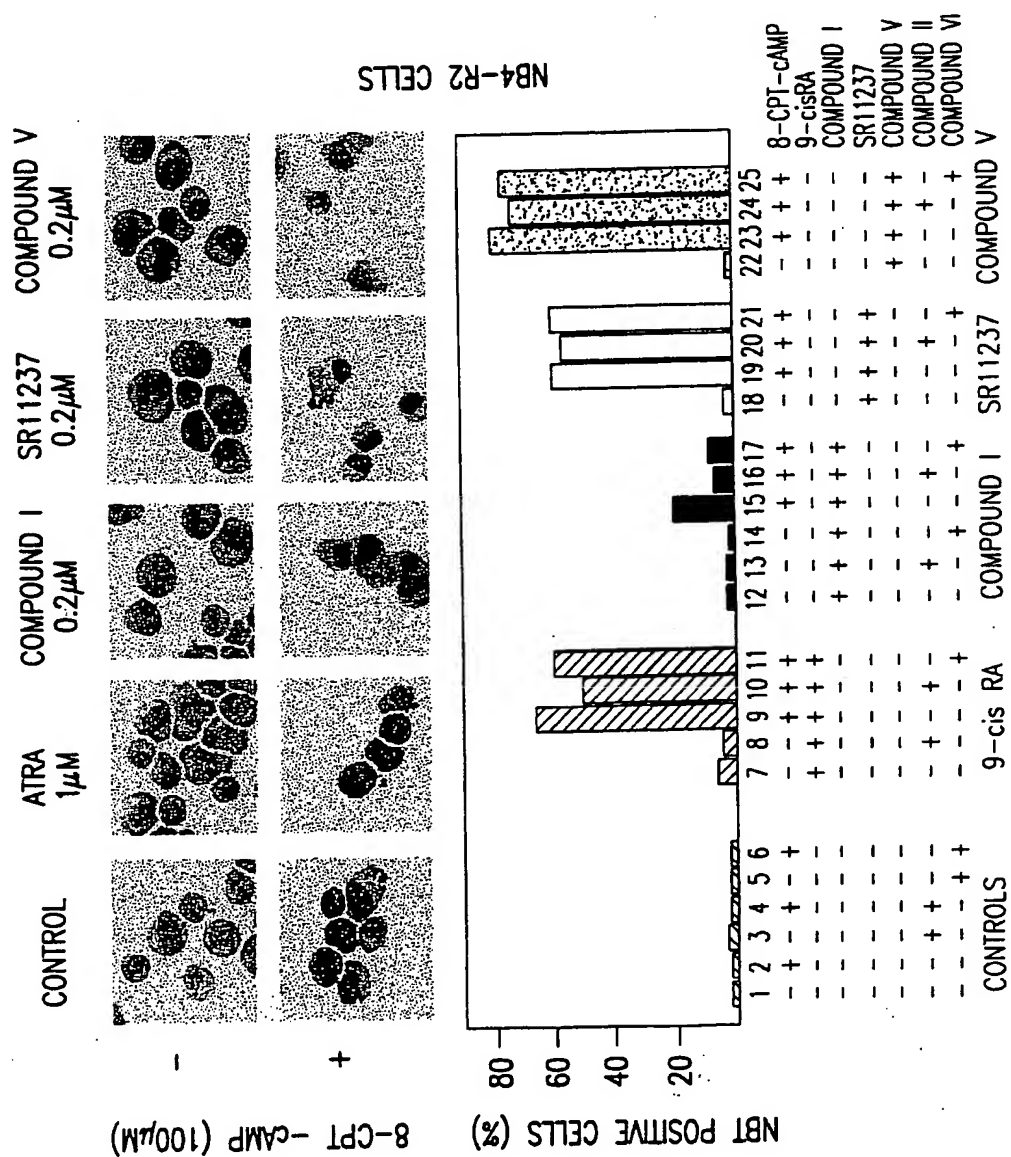 CONTROL
ATRA
1µM
COMPOUND I
0.2µM
SR11237
0.2µM
COMPOUND V
0.2µM
8-CPT -cAMP (100µM)
-
+
NB4-R2 CELLS
NBT POSITIVE CELLS (%)
80
60
40
20
1 2 3 4 5 6 7 8 9 10 11 12 13 14 15 16 17 18 19 20 21 22 23 24 25
- + - + - + - - + + + - - - + + + - + + + - + + + 8-CPT-cAMP
- - - - - - + + + + + - - - - - - - - - - - - - - 9-cisRA
- - - - - - - - - - - + + + + + + - - - - - - - - COMPOUND I
- - - - - - - - - - - - - - - - - + + + + - - - - SR11237
- - - - - - - - - - - - - - - - - - - - - + + + + COMPOUND V
- - + + - - - + - + - - + - - + - - - + - - - + - COMPOUND II
- - - - + + - - - - + - - + - - + - - - + - - - + COMPOUND VI
CONTROLS 9-cis RA COMPOUND I SR11237 COMPOUND V